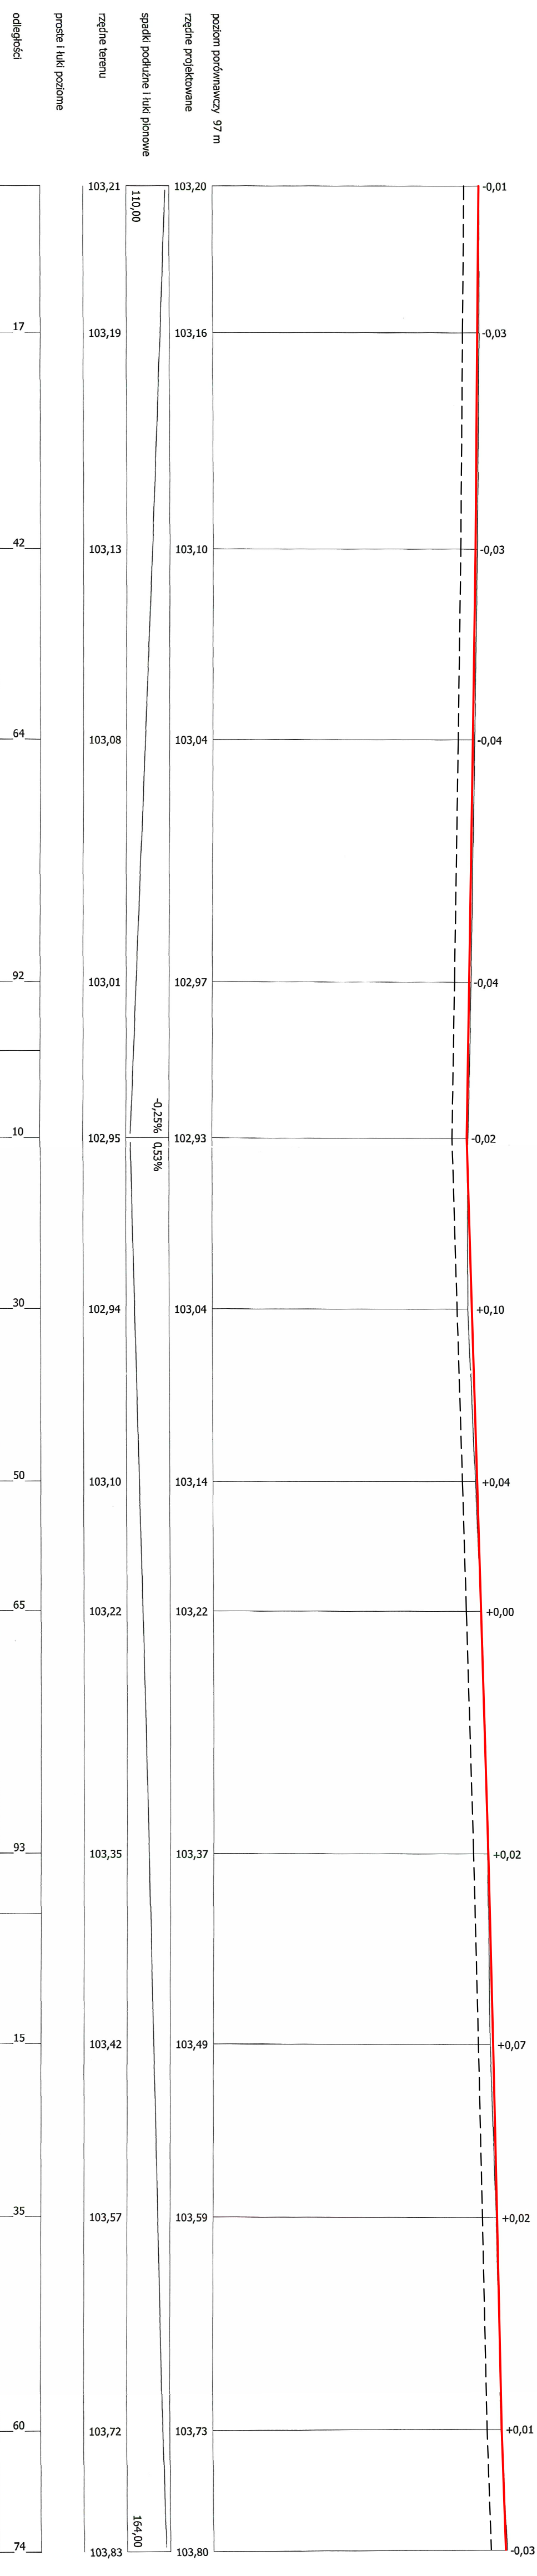 poziom porównawczy 97 m
rzędne projektowane
spadki podłużne i łuki pionowe
rzędne terenu
proste i łuki poziome
odległości
103,21 110,00 103,20 -0,01
17 103,19 103,16 -0,03
42 103,13 103,10 -0,03
64 103,08 103,04 -0,04
92 103,01 102,97 -0,04
-0,25% 0,53%
10 102,95 102,93 -0,02
30 102,94 103,04 +0,10
50 103,10 103,14 +0,04
65 103,22 103,22 +0,00
93 103,35 103,37 +0,02
15 103,42 103,49 +0,07
35 103,57 103,59 +0,02
60 103,72 103,73 +0,01
164,00
74 103,83 103,80 -0,03